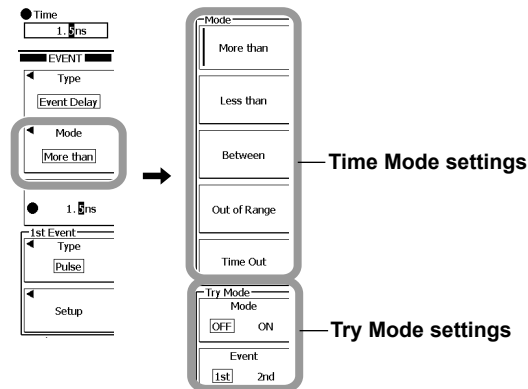 Time
1.5ns
EVENT
Type
Event Delay
Mode
More than
1.5ns
1st Event
Type
Pulse
Setup
Mode
More than
Less than
Between
Out of Range
Time Out
Time Mode settings
Try Mode
Mode
OFF ON
Event
1st 2nd
Try Mode settings